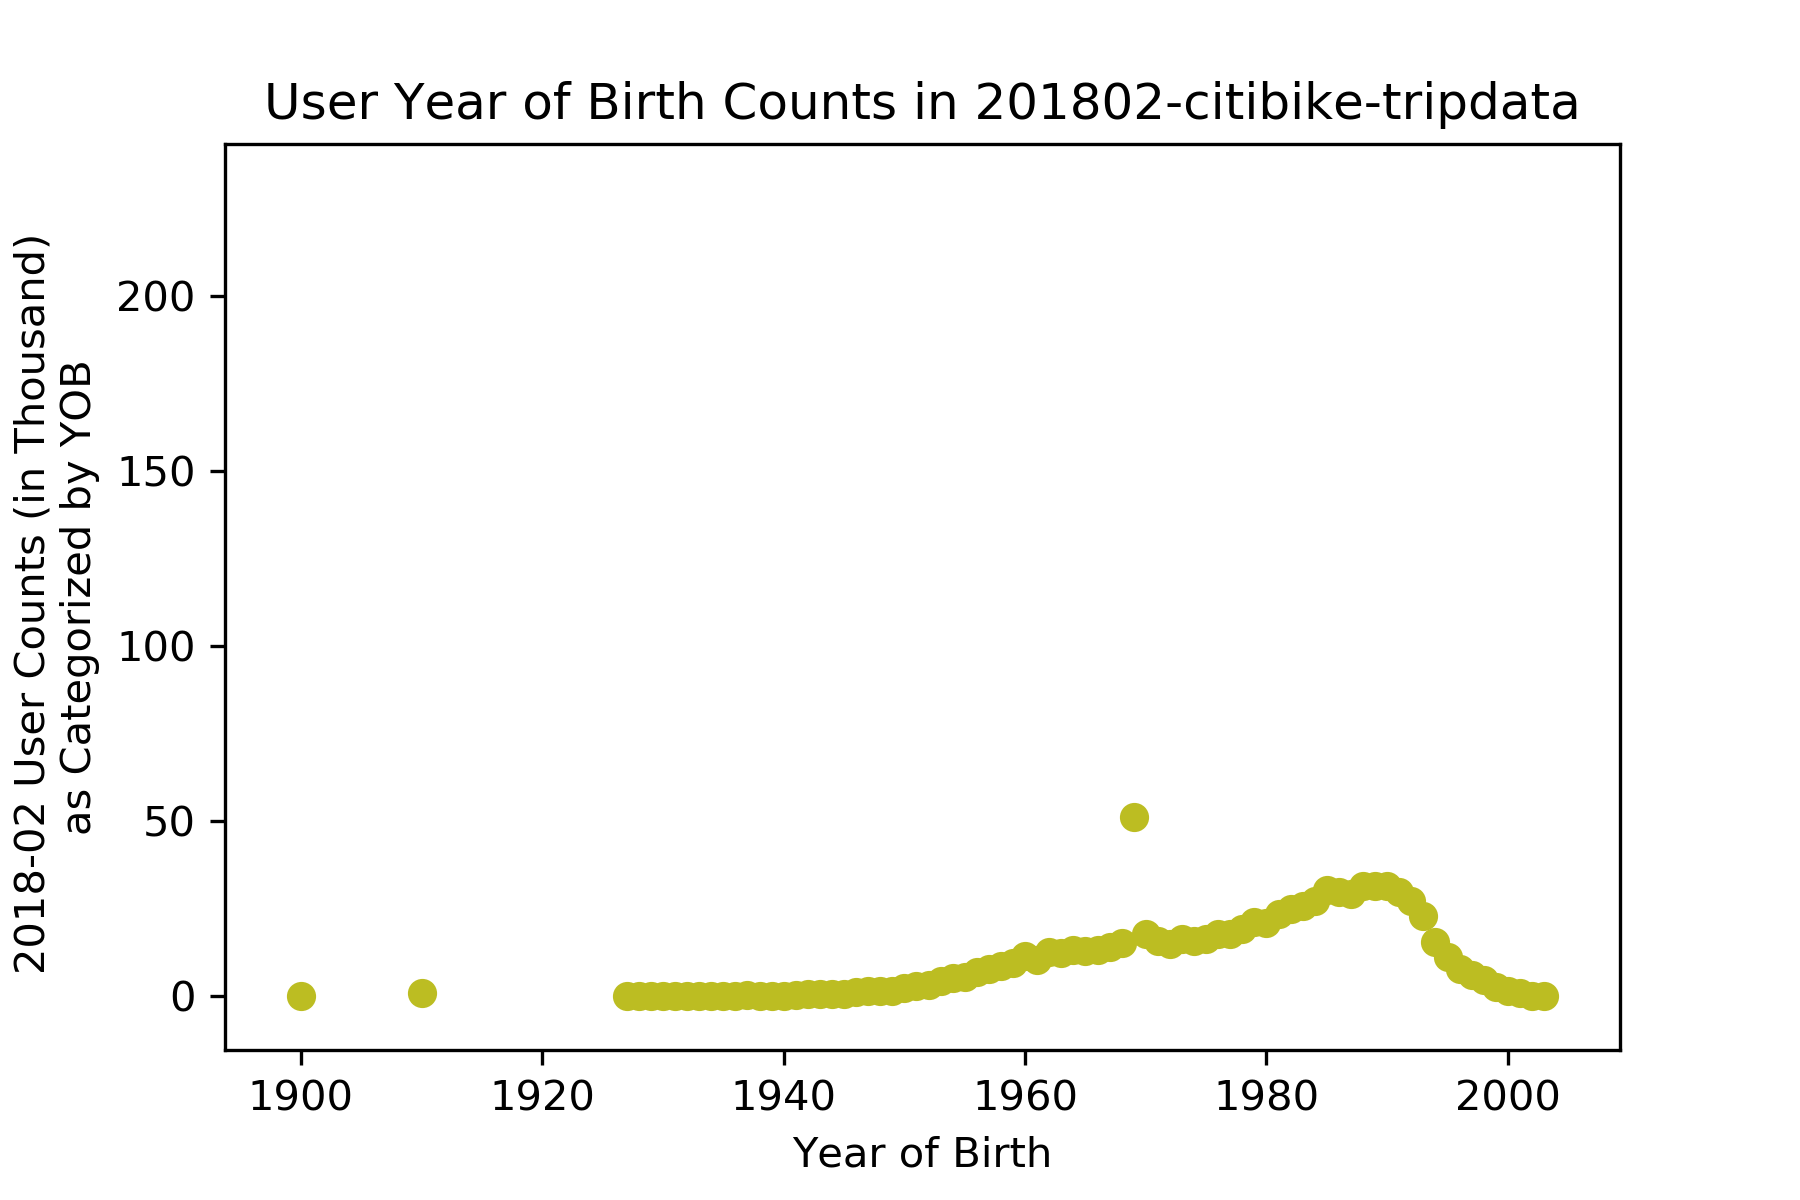 User Year of Birth Counts in 201802-citibike-tripdata
2018-02 User Counts (in Thousand)
as Categorized by YOB
200
150
100
50
0
1900 1920 1940 1960 1980 2000
Year of Birth